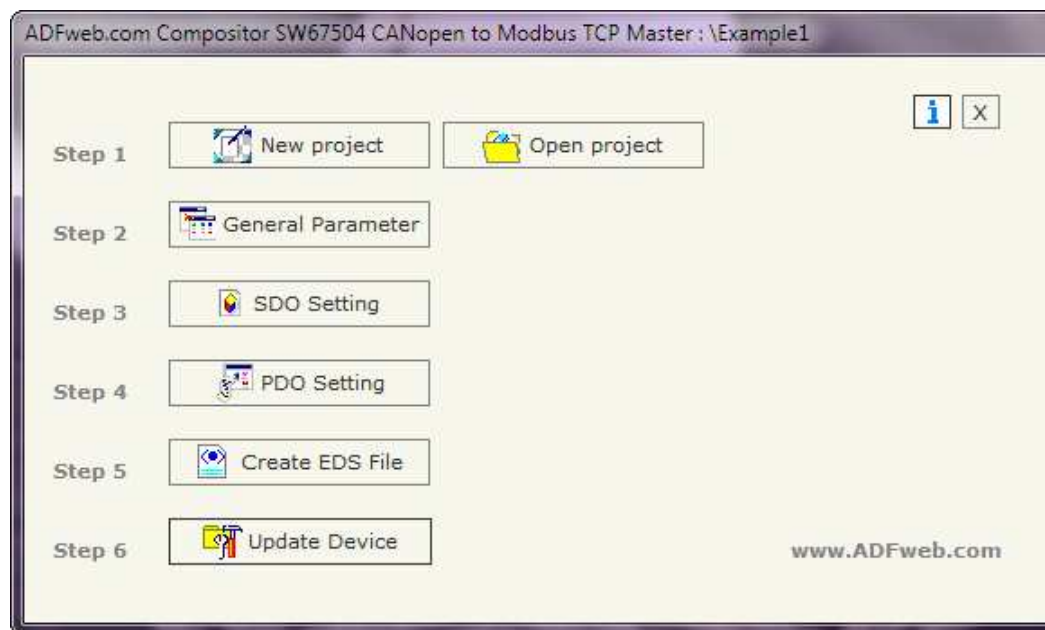 ADFweb.com Compositor SW67504 CANopen to Modbus TCP Master : \Example1
i X
Step 1 New project Open project
Step 2 General Parameter
Step 3 SDO Setting
Step 4 PDO Setting
Step 5 Create EDS File
Step 6 Update Device www.ADFweb.com